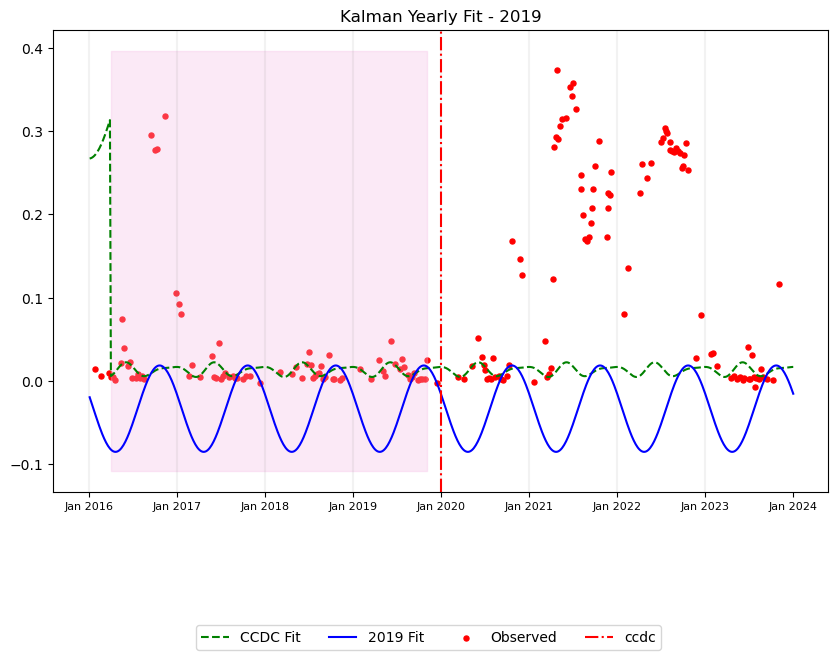 Kalman Yearly Fit - 2019
0.4
0.3
0.2
0.1
0.0
−0.1
Jan 2016 Jan 2017 Jan 2018 Jan 2019 Jan 2020 Jan 2021 Jan 2022 Jan 2023 Jan 2024
CCDC Fit 2019 Fit Observed ccdc